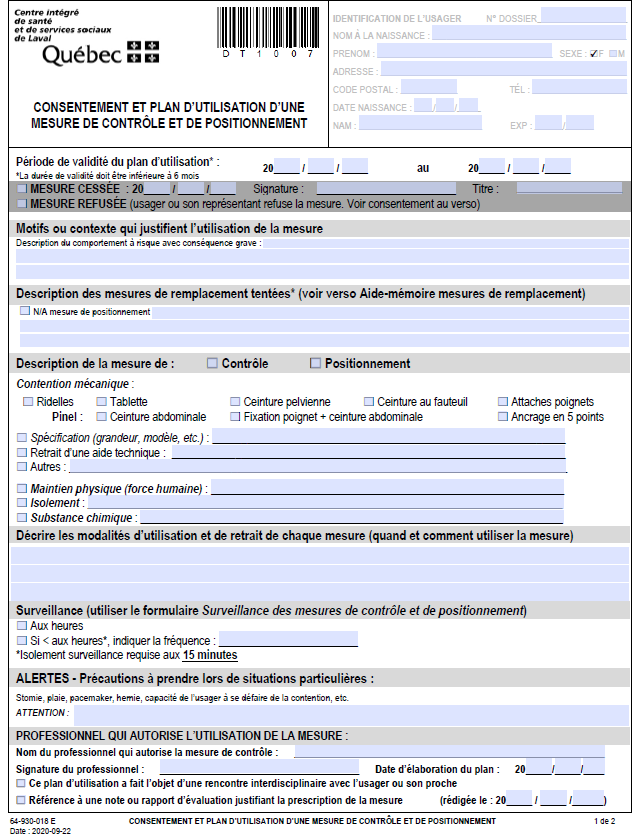 Centre intégré
de santé
et de services sociaux
de Laval
Québec
DT1007
IDENTIFICATION DE L'USAGER N° DOSSIER
NOM À LA NAISSANCE :
PRENOM : SEXE : F M
ADRESSE :
CODE POSTAL : TÉL :
DATE NAISSANCE : / /
NAM : EXP : /
CONSENTEMENT ET PLAN D'UTILISATION D'UNE
MESURE DE CONTRÔLE ET DE POSITIONNEMENT
Période de validité du plan d'utilisation* : 20 / / au 20 / /
*La durée de validité doit être inférieure à 6 mois
MESURE CESSÉE : 20 / / Signature : Titre :
MESURE REFUSÉE (usager ou son représentant refuse la mesure. Voir consentement au verso)
Motifs ou contexte qui justifient l'utilisation de la mesure
Description du comportement à risque avec conséquence grave :
Description des mesures de remplacement tentées* (voir verso Aide-mémoire mesures de remplacement)
N/A mesure de positionnement
Description de la mesure de : Contrôle Positionnement
Contention mécanique :
Ridelles Tablette Ceinture pelvienne Ceinture au fauteuil Attaches poignets
Pinel : Ceinture abdominale Fixation poignet + ceinture abdominale Ancrage en 5 points
Spécification (grandeur, modèle, etc.) :
Retrait d'une aide technique :
Autres :
Maintien physique (force humaine) :
Isolement :
Substance chimique :
Décrire les modalités d'utilisation et de retrait de chaque mesure (quand et comment utiliser la mesure)
Surveillance (utiliser le formulaire Surveillance des mesures de contrôle et de positionnement)
Aux heures
Si < aux heures*, indiquer la fréquence :
*Isolement surveillance requise aux 15 minutes
ALERTES - Précautions à prendre lors de situations particulières :
Stomie, plaie, pacemaker, hernie, capacité de l'usager à se défaire de la contention, etc.
ATTENTION :
PROFESSIONNEL QUI AUTORISE L'UTILISATION DE LA MESURE :
Nom du professionnel qui autorise la mesure de contrôle :
Signature du professionnel : Date d'élaboration du plan : 20 / /
Ce plan d'utilisation a fait l'objet d'une rencontre interdisciplinaire avec l'usager ou son proche
Référence à une note ou rapport d'évaluation justifiant la prescription de la mesure (rédigée le : 20 / / )
64-930-018 E CONSENTEMENT ET PLAN D'UTILISATION D'UNE MESURE DE CONTRÔLE ET DE POSITIONNEMENT 1 de 2
Date : 2020-09-22